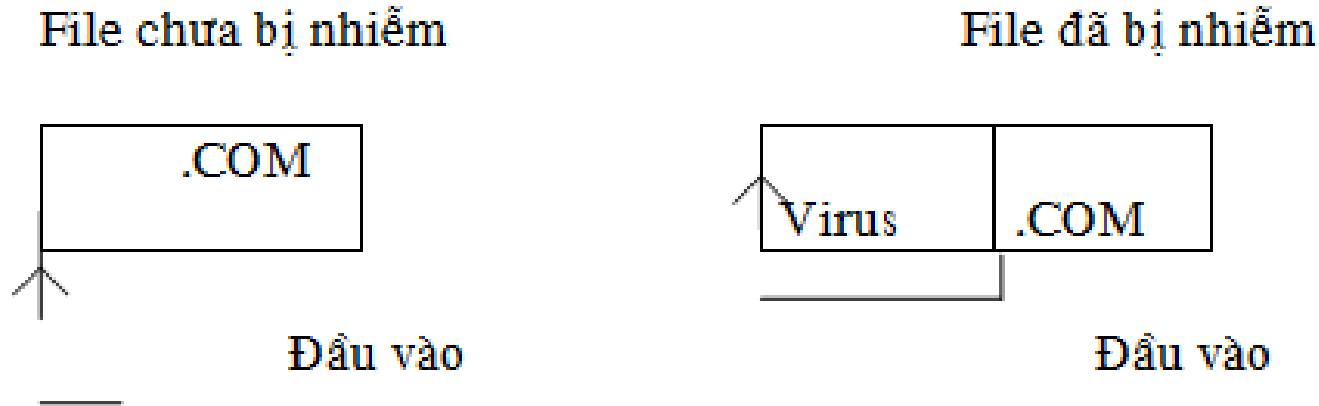 File chưa bị nhiễm
File đã bị nhiễm
.COM
Virus
.COM
Đầu vào
Đầu vào